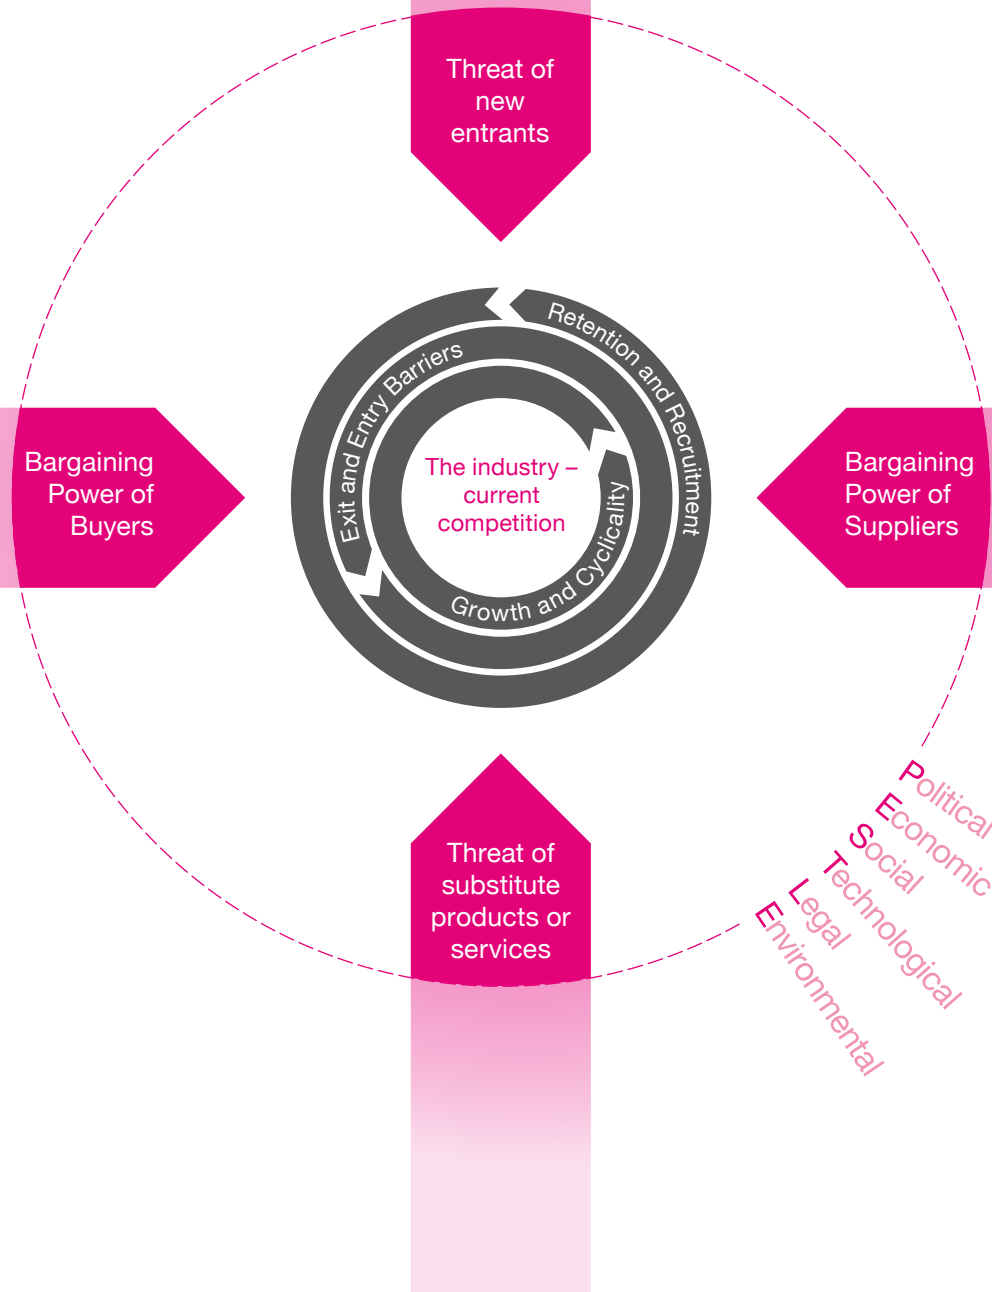 Threat of
new
entrants
Retention and Recruitment
Exit and Entry Barriers
Growth and Cyclicality
The industry –
current
competition
Bargaining
Power of
Buyers
Bargaining
Power of
Suppliers
Threat of
substitute
products or
services
Political
Economic
Social
Technological
Legal
Environmental